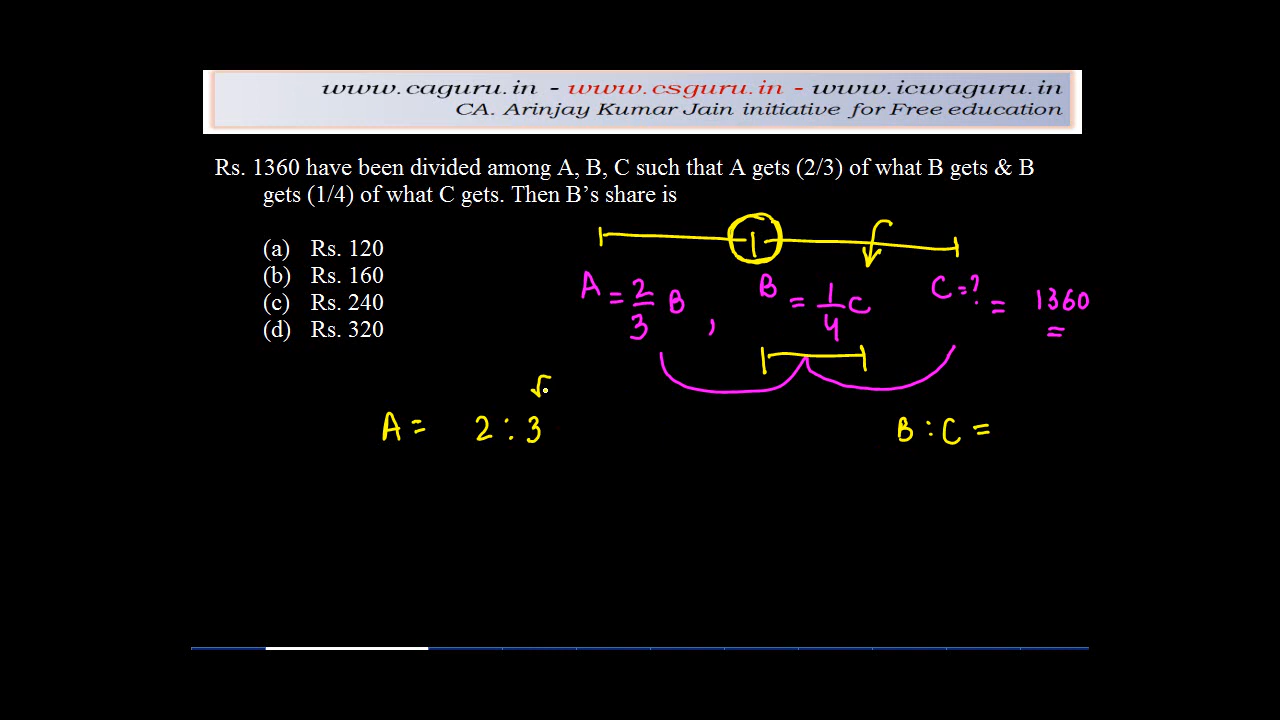 www.caguru.in - www.csguru.in - www.icwaguru.in
CA. Arinjay Kumar Jain initiative for Free education
Rs. 1360 have been divided among A, B, C such that A gets (2/3) of what B gets & B
gets (1/4) of what C gets. Then B's share is
(a) Rs. 120
(b) Rs. 160
(c) Rs. 240
(d) Rs. 320
A = 2/3 B , B = 1/4 C C = ? = 1360
A = 2 : 3 B : C =